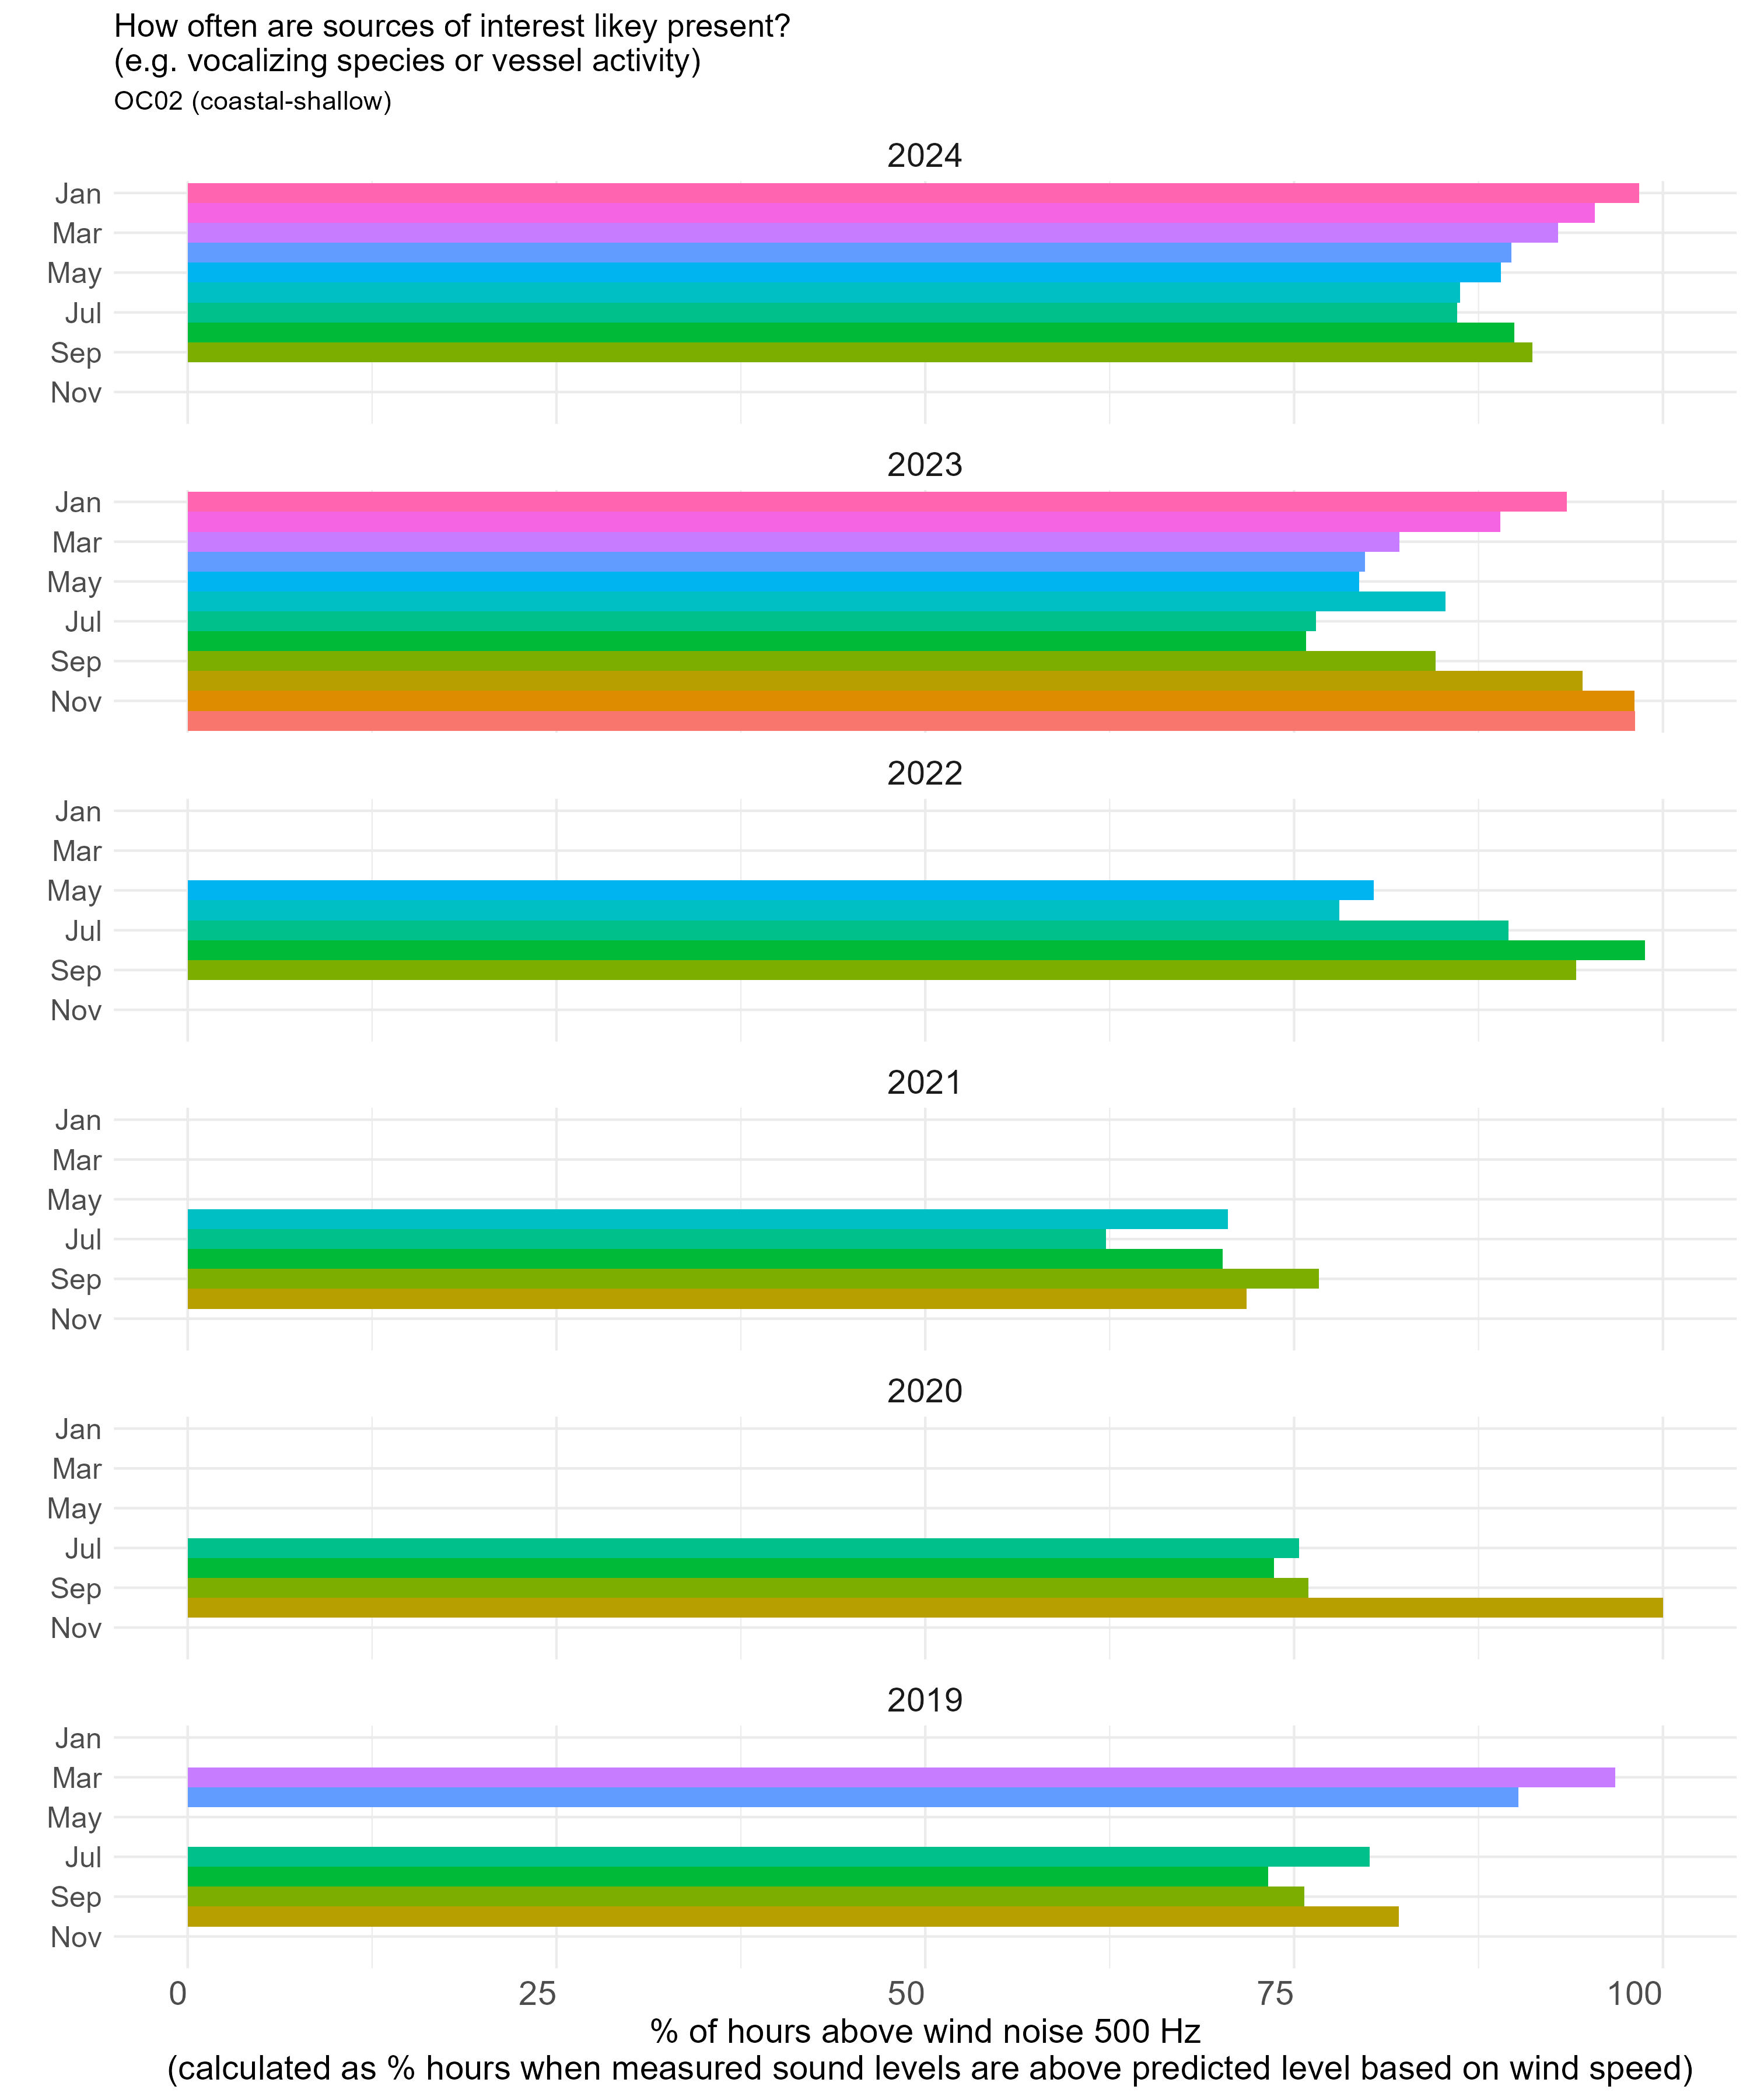 How often are sources of interest likey present?
(e.g. vocalizing species or vessel activity)
OC02 (coastal-shallow)
2024
Jan
Mar
May
Jul
Sep
Nov
2023
Jan
Mar
May
Jul
Sep
Nov
2022
Jan
Mar
May
Jul
Sep
Nov
2021
Jan
Mar
May
Jul
Sep
Nov
2020
Jan
Mar
May
Jul
Sep
Nov
2019
Jan
Mar
May
Jul
Sep
Nov
0 25 50 75 100
% of hours above wind noise 500 Hz
(calculated as % hours when measured sound levels are above predicted level based on wind speed)